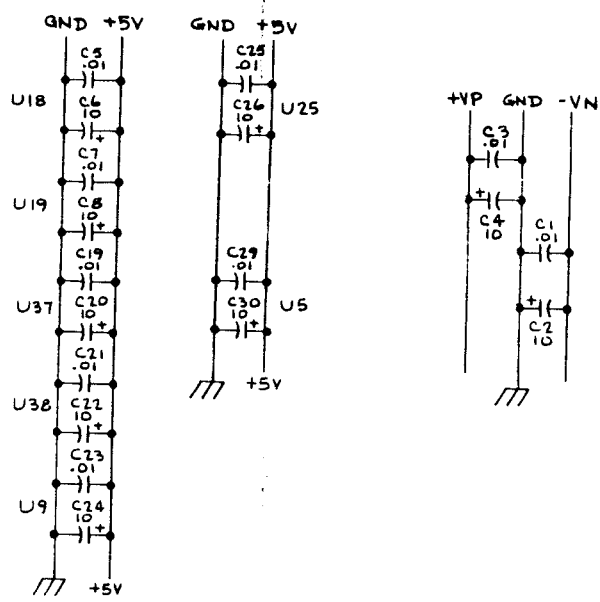 GND +5V
C5
.01
U18
C6
10
+
C7
.01
U19
C8
10
+
C19
.01
U37
C20
10
+
C21
.01
U38
C22
10
+
C23
.01
U9
C24
10
+
+5V
GND +5V
C25
.01
C26
10
+
U25
C29
.01
C30
10
+
U5
+5V
+VP GND -VN
C3
.01
+
C4
10
C1
.01
+
C2
10